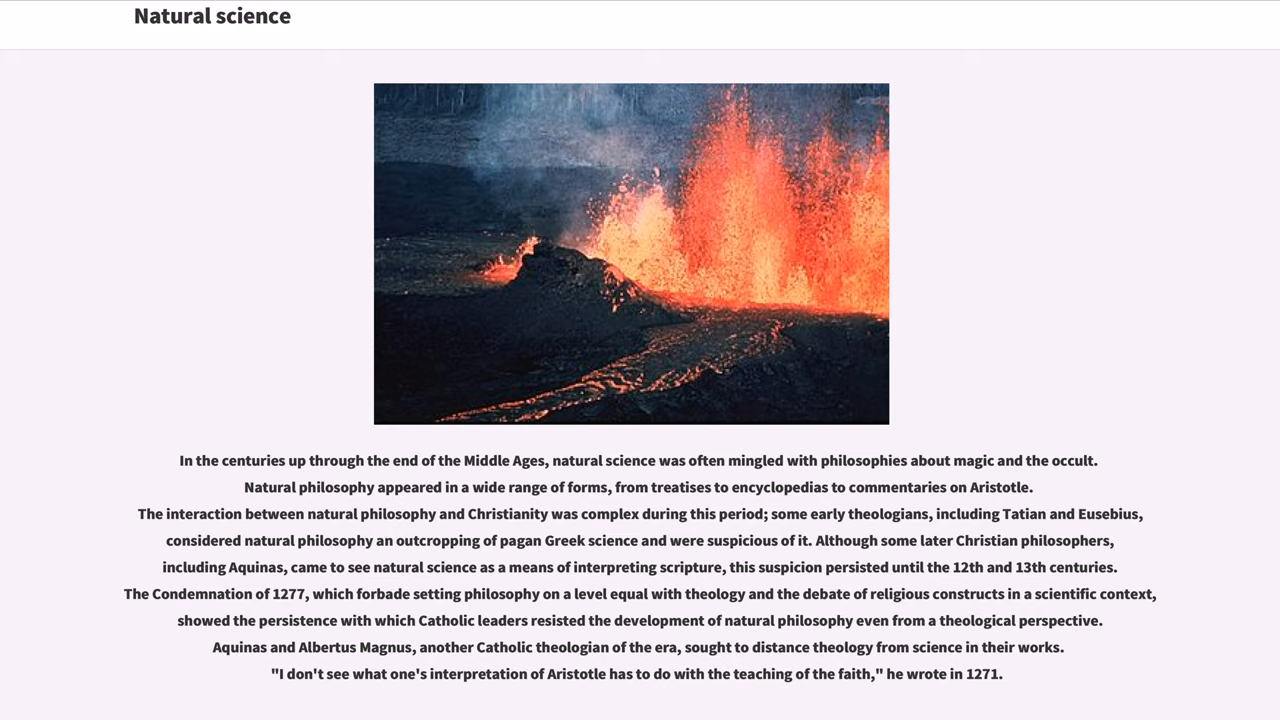 Natural science
In the centuries up through the end of the Middle Ages, natural science was often mingled with philosophies about magic and the occult.
Natural philosophy appeared in a wide range of forms, from treatises to encyclopedias to commentaries on Aristotle.
The interaction between natural philosophy and Christianity was complex during this period; some early theologians, including Tatian and Eusebius,
considered natural philosophy an outcropping of pagan Greek science and were suspicious of it. Although some later Christian philosophers,
including Aquinas, came to see natural science as a means of interpreting scripture, this suspicion persisted until the 12th and 13th centuries.
The Condemnation of 1277, which forbade setting philosophy on a level equal with theology and the debate of religious constructs in a scientific context,
showed the persistence with which Catholic leaders resisted the development of natural philosophy even from a theological perspective.
Aquinas and Albertus Magnus, another Catholic theologian of the era, sought to distance theology from science in their works.
"I don't see what one's interpretation of Aristotle has to do with the teaching of the faith," he wrote in 1271.